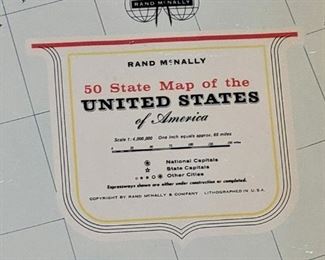 RAND McNALLY
RAND McNALLY
50 State Map of the
UNITED STATES
of America
Scale 1: 4,000,000 One inch equals approx. 65 miles
National Capitals
State Capitals
Other Cities
Expressways shown are either under construction or completed.
COPYRIGHT BY RAND McNALLY & COMPANY . LITHOGRAPHED IN U.S.A.